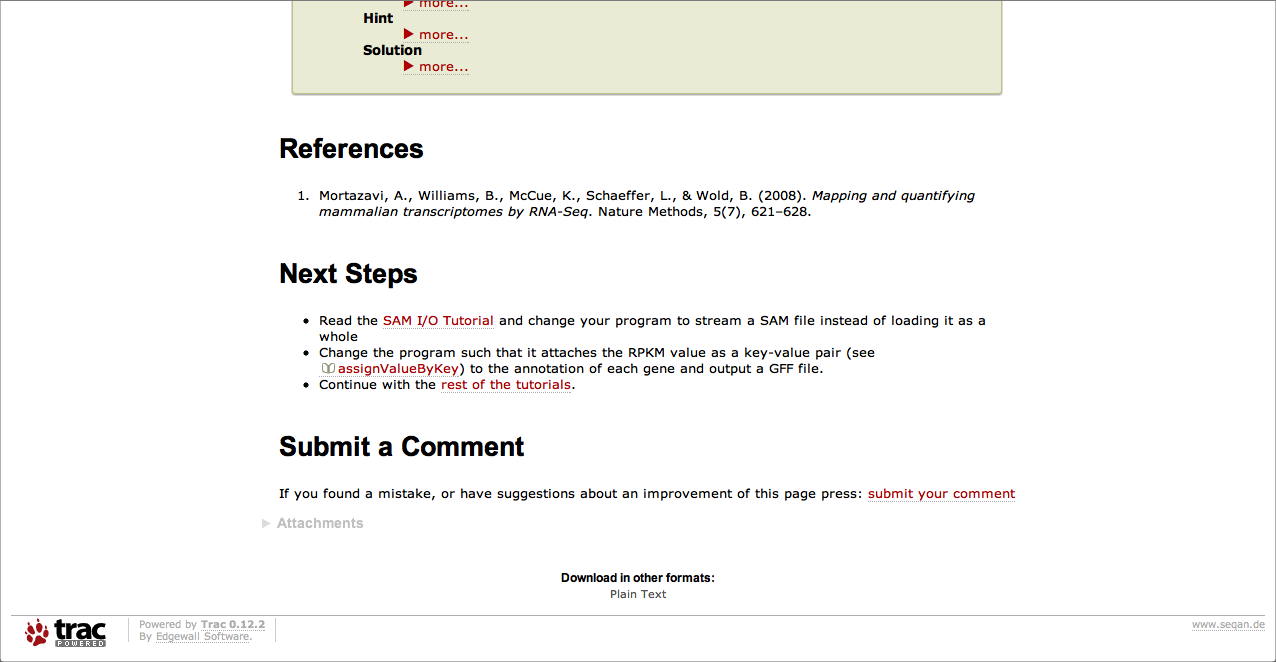 more...
Hint
more...
Solution
more...
References
1. Mortazavi, A., Williams, B., McCue, K., Schaeffer, L., & Wold, B. (2008). Mapping and quantifying
mammalian transcriptomes by RNA-Seq. Nature Methods, 5(7), 621–628.
Next Steps
• Read the SAM I/O Tutorial and change your program to stream a SAM file instead of loading it as a
whole
• Change the program such that it attaches the RPKM value as a key-value pair (see
assignValueByKey) to the annotation of each gene and output a GFF file.
• Continue with the rest of the tutorials.
Submit a Comment
If you found a mistake, or have suggestions about an improvement of this page press: submit your comment
Attachments
Download in other formats:
Plain Text
trac
POWERED
Powered by Trac 0.12.2
By Edgewall Software.
www.seqan.de